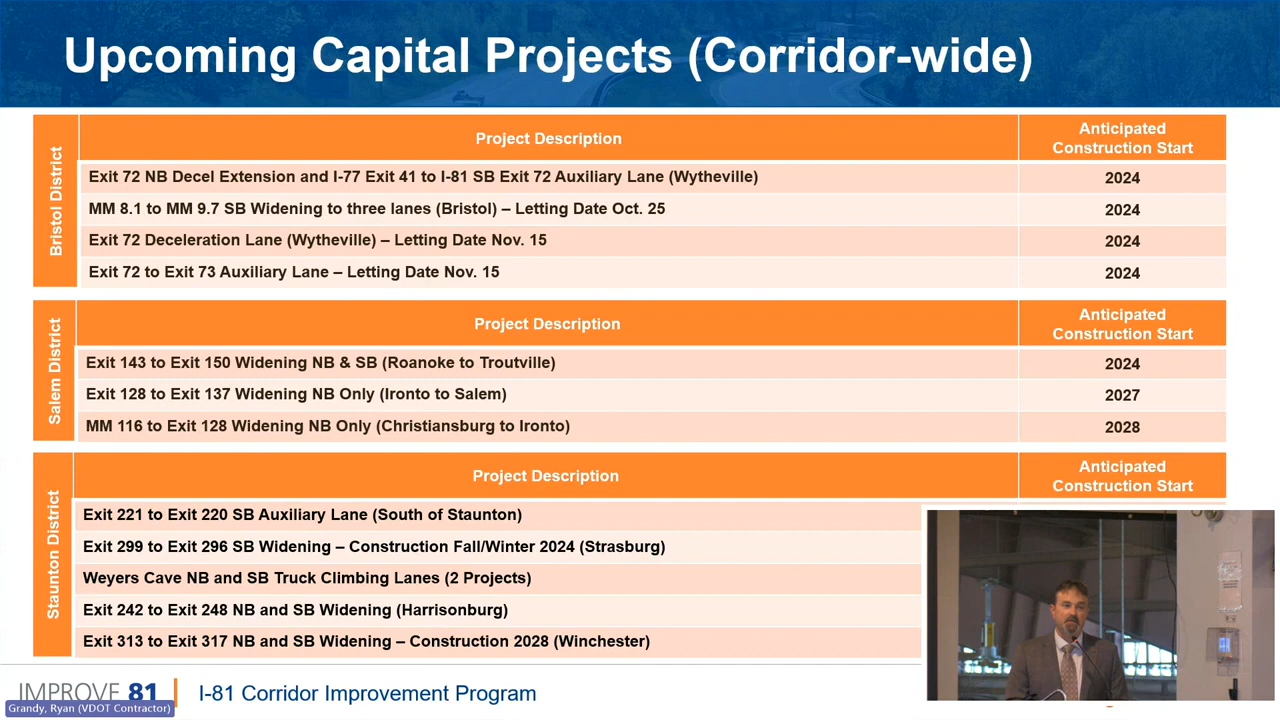 Upcoming Capital Projects (Corridor-wide)
Bristol District
Project Description
Anticipated
Construction Start
Exit 72 NB Decel Extension and I-77 Exit 41 to I-81 SB Exit 72 Auxiliary Lane (Wytheville)
2024
MM 8.1 to MM 9.7 SB Widening to three lanes (Bristol) – Letting Date Oct. 25
2024
Exit 72 Deceleration Lane (Wytheville) – Letting Date Nov. 15
2024
Exit 72 to Exit 73 Auxiliary Lane – Letting Date Nov. 15
2024
Salem District
Project Description
Anticipated
Construction Start
Exit 143 to Exit 150 Widening NB & SB (Roanoke to Troutville)
2024
Exit 128 to Exit 137 Widening NB Only (Ironto to Salem)
2027
MM 116 to Exit 128 Widening NB Only (Christiansburg to Ironto)
2028
Staunton District
Project Description
Anticipated
Construction Start
Exit 221 to Exit 220 SB Auxiliary Lane (South of Staunton)
Exit 299 to Exit 296 SB Widening – Construction Fall/Winter 2024 (Strasburg)
Weyers Cave NB and SB Truck Climbing Lanes (2 Projects)
Exit 242 to Exit 248 NB and SB Widening (Harrisonburg)
Exit 313 to Exit 317 NB and SB Widening – Construction 2028 (Winchester)
IMPROVE 81
I-81 Corridor Improvement Program
Grandy, Ryan (VDOT Contractor)